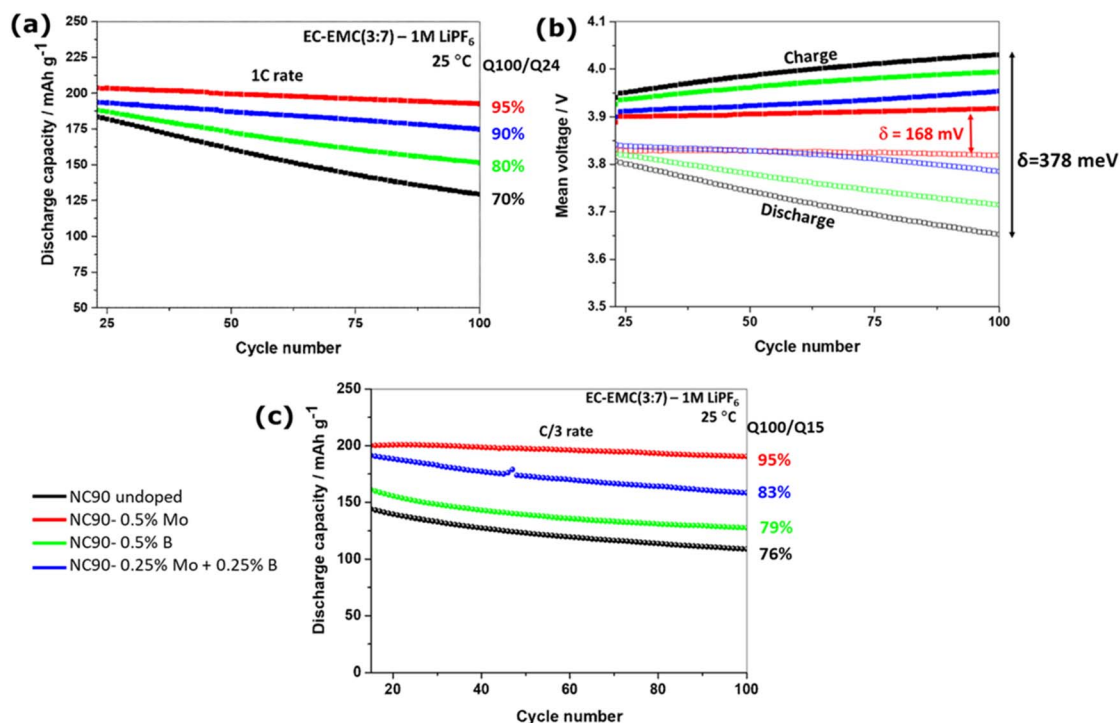 (a)
EC-EMC(3:7) – 1M LiPF₆
25 °C
Q100/Q24
1C rate
95%
90%
80%
70%
250
225
200
175
150
125
100
75
50
25
50
75
100
Discharge capacity / mAh g⁻¹
Cycle number
(b)
Charge
δ = 168 mV
δ=378 meV
Discharge
4.1
4.0
3.9
3.8
3.7
3.6
3.5
25
50
75
100
Mean voltage / V
Cycle number
(c)
EC-EMC(3:7) – 1M LiPF₆
25 °C
Q100/Q15
C/3 rate
95%
83%
79%
76%
250
200
150
100
50
0
20
40
60
80
100
Discharge capacity / mAh g⁻¹
Cycle number
NC90 undoped
NC90- 0.5% Mo
NC90- 0.5% B
NC90- 0.25% Mo + 0.25% B